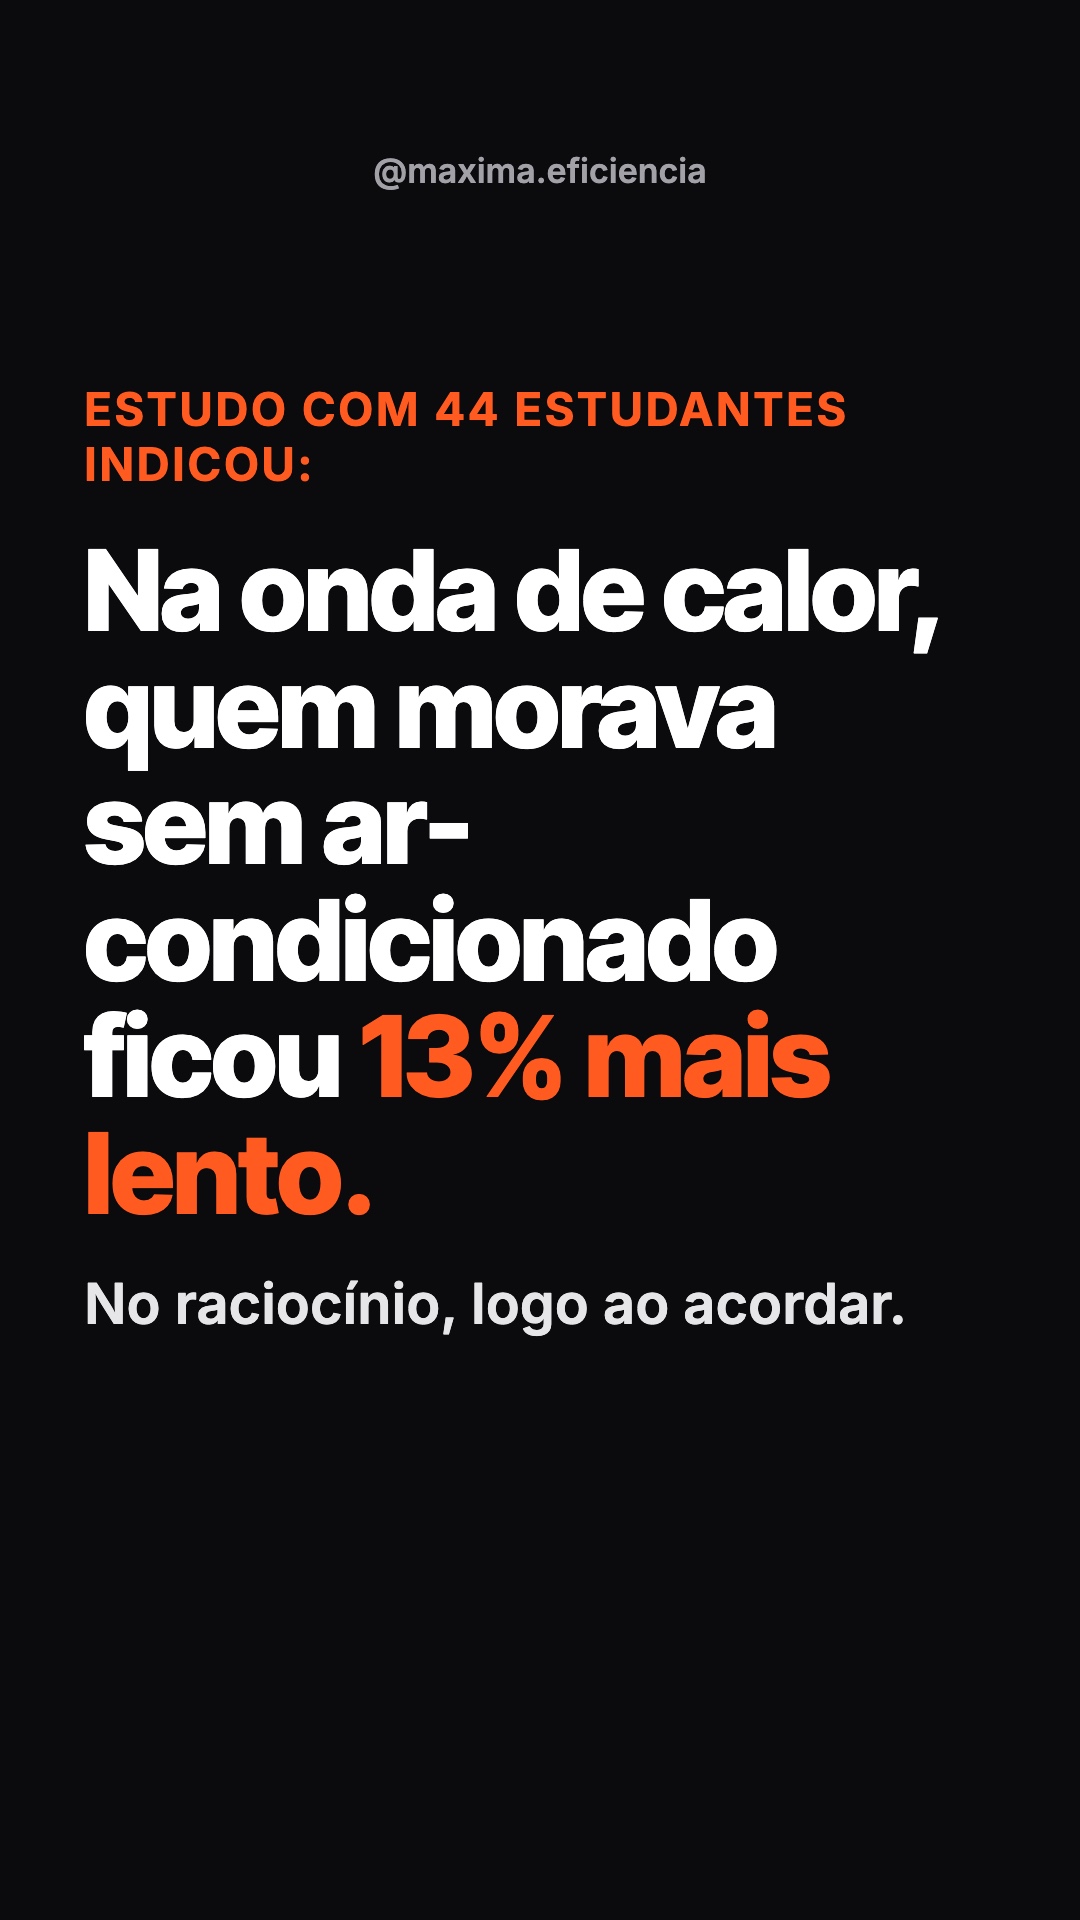 @maxima.eficiencia
ESTUDO COM 44 ESTUDANTES
INDICOU:
Na onda de calor,
quem morava
sem ar-
condicionado
ficou 13% mais
lento.
No raciocínio, logo ao acordar.